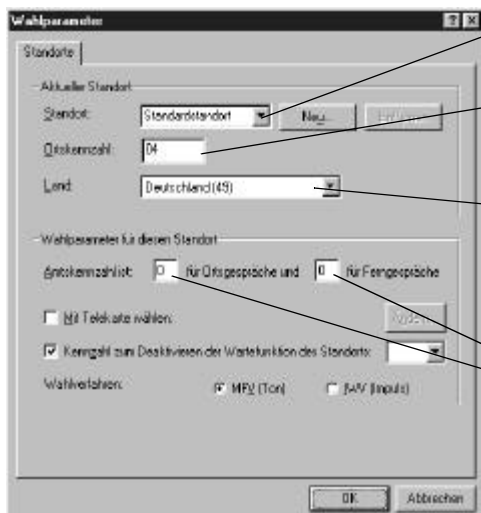 Wahlparameter
Standorte
Aktueller Standort
Standort: Standardstandort Neu...
Ortskennzahl: 04
Land: Deutschland (49)
Wahlparameter für diesen Standort
Amtskennzahl ist: 0 für Ortsgespräche und 0 für Ferngespräche
Mit Telekarte wählen:
Kennzahl zum Deaktivieren der Wartefunktion des Standorts:
Wahlverfahren: MFV (Ton) IWV (Impuls)
OK Abbrechen